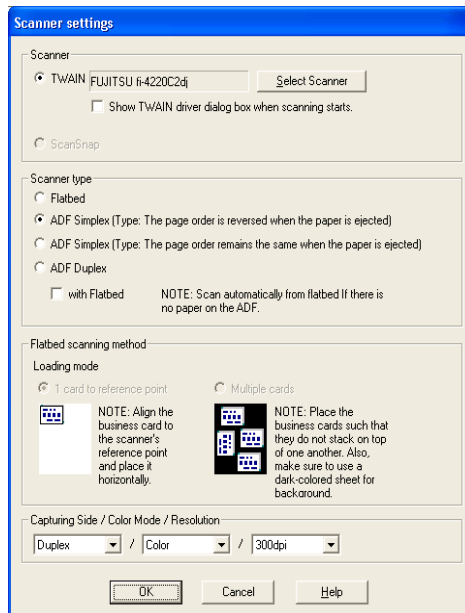 Scanner settings
Scanner
TWAIN FUJITSU fi-4220C2dj Select Scanner
Show TWAIN driver dialog box when scanning starts.
ScanSnap
Scanner type
Flatbed
ADF Simplex (Type: The page order is reversed when the paper is ejected)
ADF Simplex (Type: The page order remains the same when the paper is ejected)
ADF Duplex
with Flatbed NOTE: Scan automatically from flatbed If there is
no paper on the ADF.
Flatbed scanning method
Loading mode
1 card to reference point
NOTE: Align the
business card to
the scanner's
reference point
and place it
horizontally.
Multiple cards
NOTE: Place the
business cards such that
they do not stack on top
of one another. Also,
make sure to use a
dark-colored sheet for
background.
Capturing Side / Color Mode / Resolution
Duplex / Color / 300dpi
OK Cancel Help